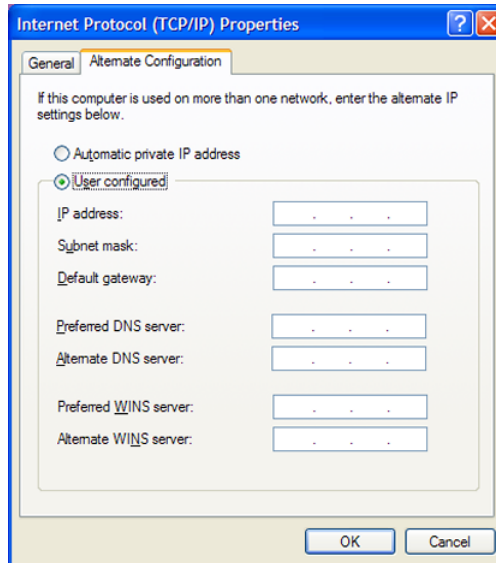 Internet Protocol (TCP/IP) Properties
General
Alternate Configuration
If this computer is used on more than one network, enter the alternate IP
settings below.
Automatic private IP address
User configured
IP address:
Subnet mask:
Default gateway:
Preferred DNS server:
Alternate DNS server:
Preferred WINS server:
Alternate WINS server:
OK
Cancel